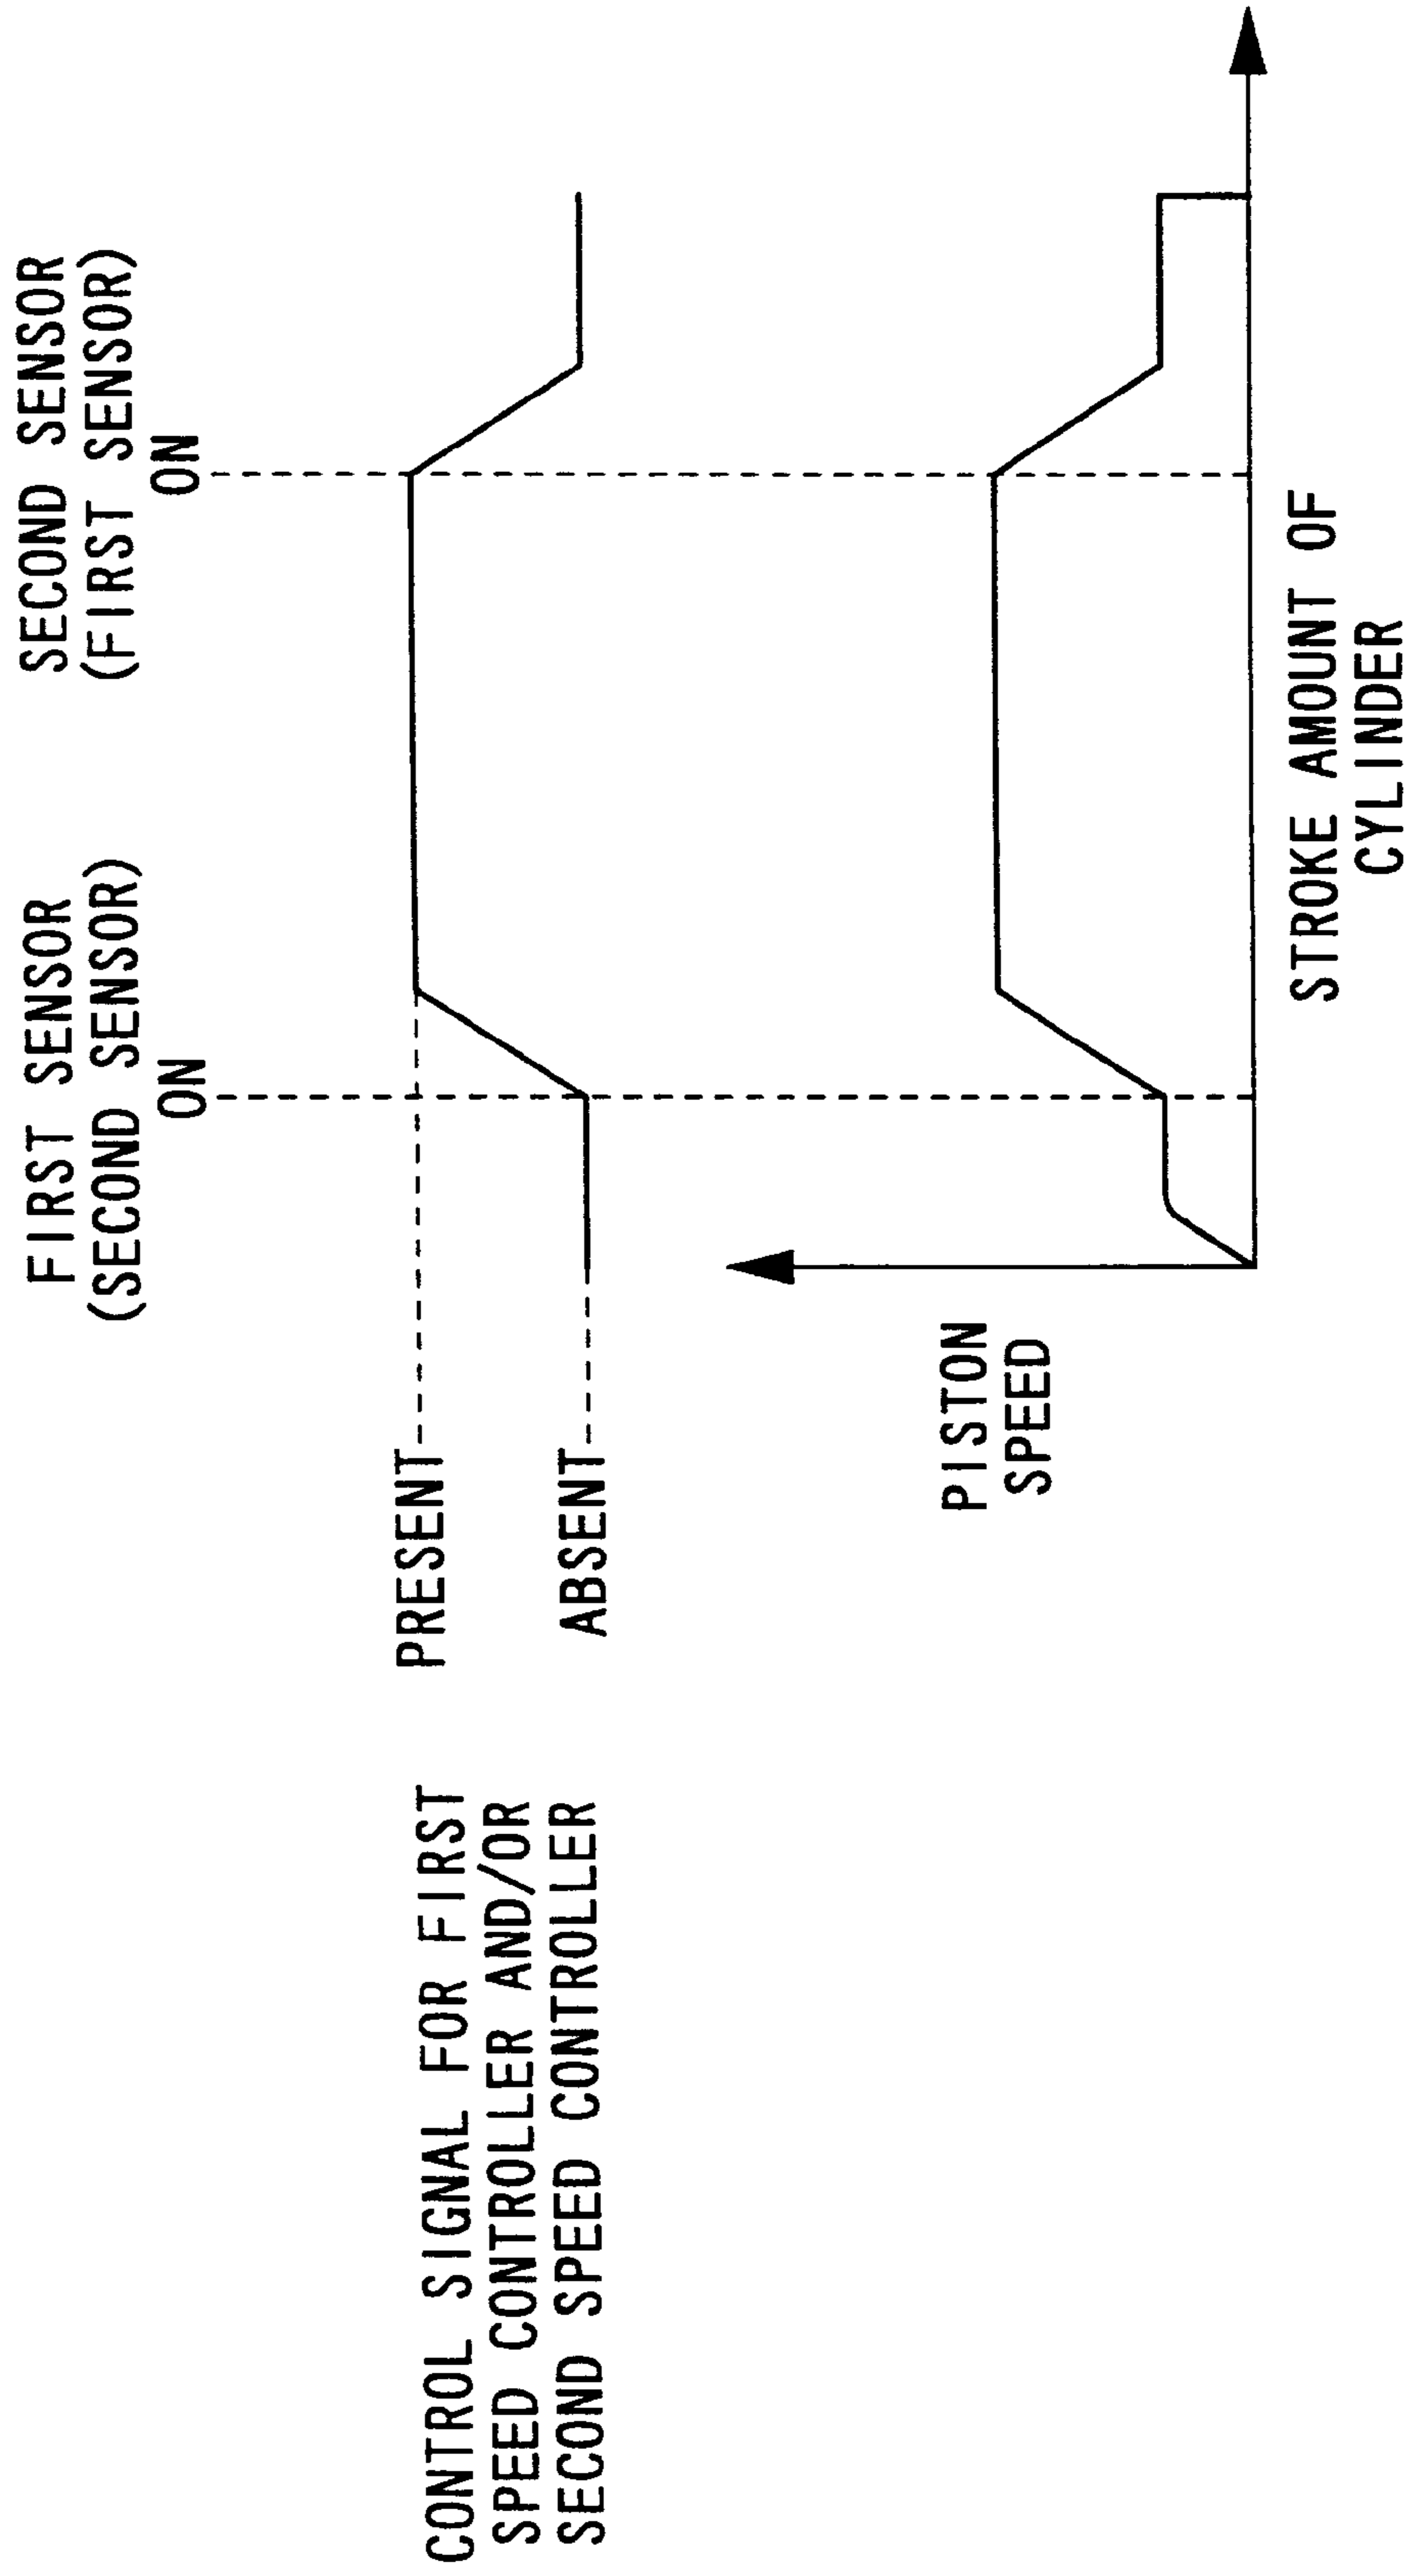 FIRST SENSOR
(SECOND SENSOR)
ON
SECOND SENSOR
(FIRST SENSOR)
ON
CONTROL SIGNAL FOR FIRST
SPEED CONTROLLER AND/OR
SECOND SPEED CONTROLLER
PRESENT
ABSENT
PISTON
SPEED
STROKE AMOUNT OF
CYLINDER